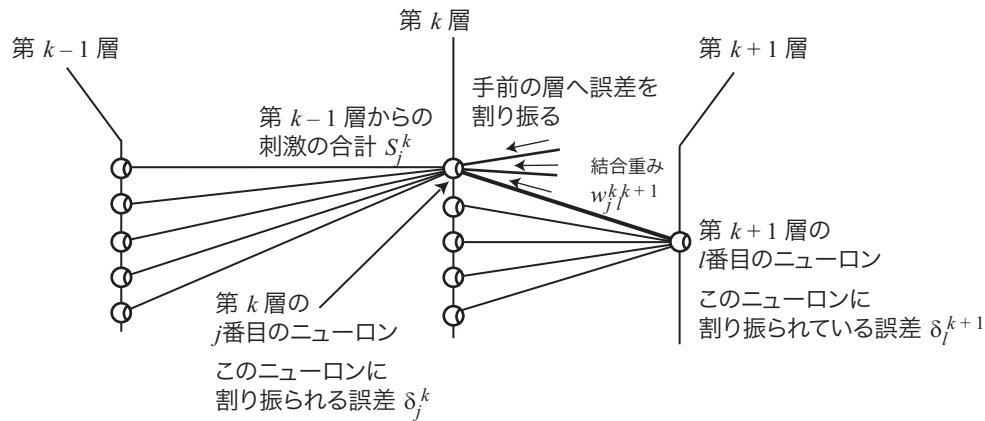 第 k 層
第 k – 1 層
第 k + 1 層
手前の層へ誤差を
割り振る
第 k – 1 層からの
刺激の合計 S_j^k
結合重み
w_j^k_l^{k+1}
第 k + 1 層の
l番目のニューロン
このニューロンに
割り振られている誤差 δ_l^{k+1}
第 k 層の
j番目のニューロン
このニューロンに
割り振られる誤差 δ_j^k